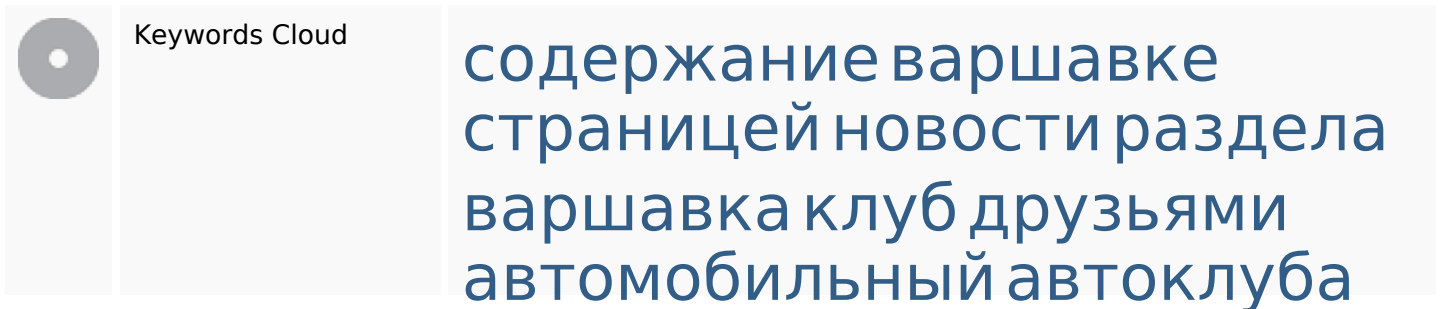 Keywords Cloud
содержание варшавке
страницей новости раздела
варшавка клуб друзьями
автомобильный автоклуба